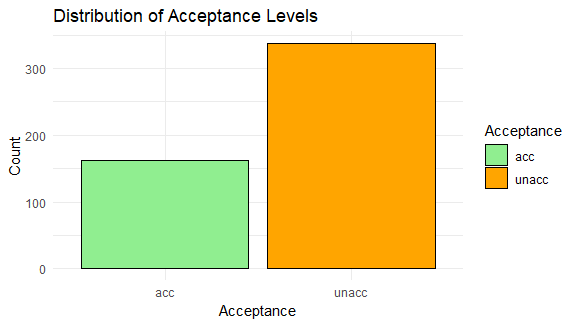 Distribution of Acceptance Levels
Count
300
200
100
0
acc
unacc
Acceptance
Acceptance
acc
unacc